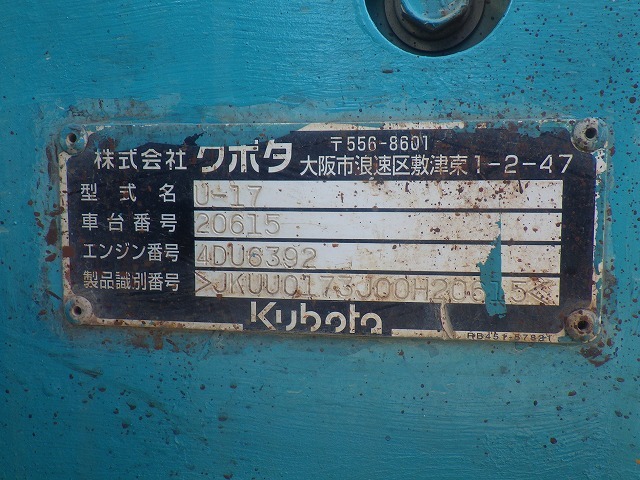 株式会社 クボタ 〒556-8601
大阪市浪速区敷津東1-2-47
型式名 U-17
車台番号 20615
エンジン番号 4DU6392
製品識別番号 >JKUU0173J00H20615<
Kubota